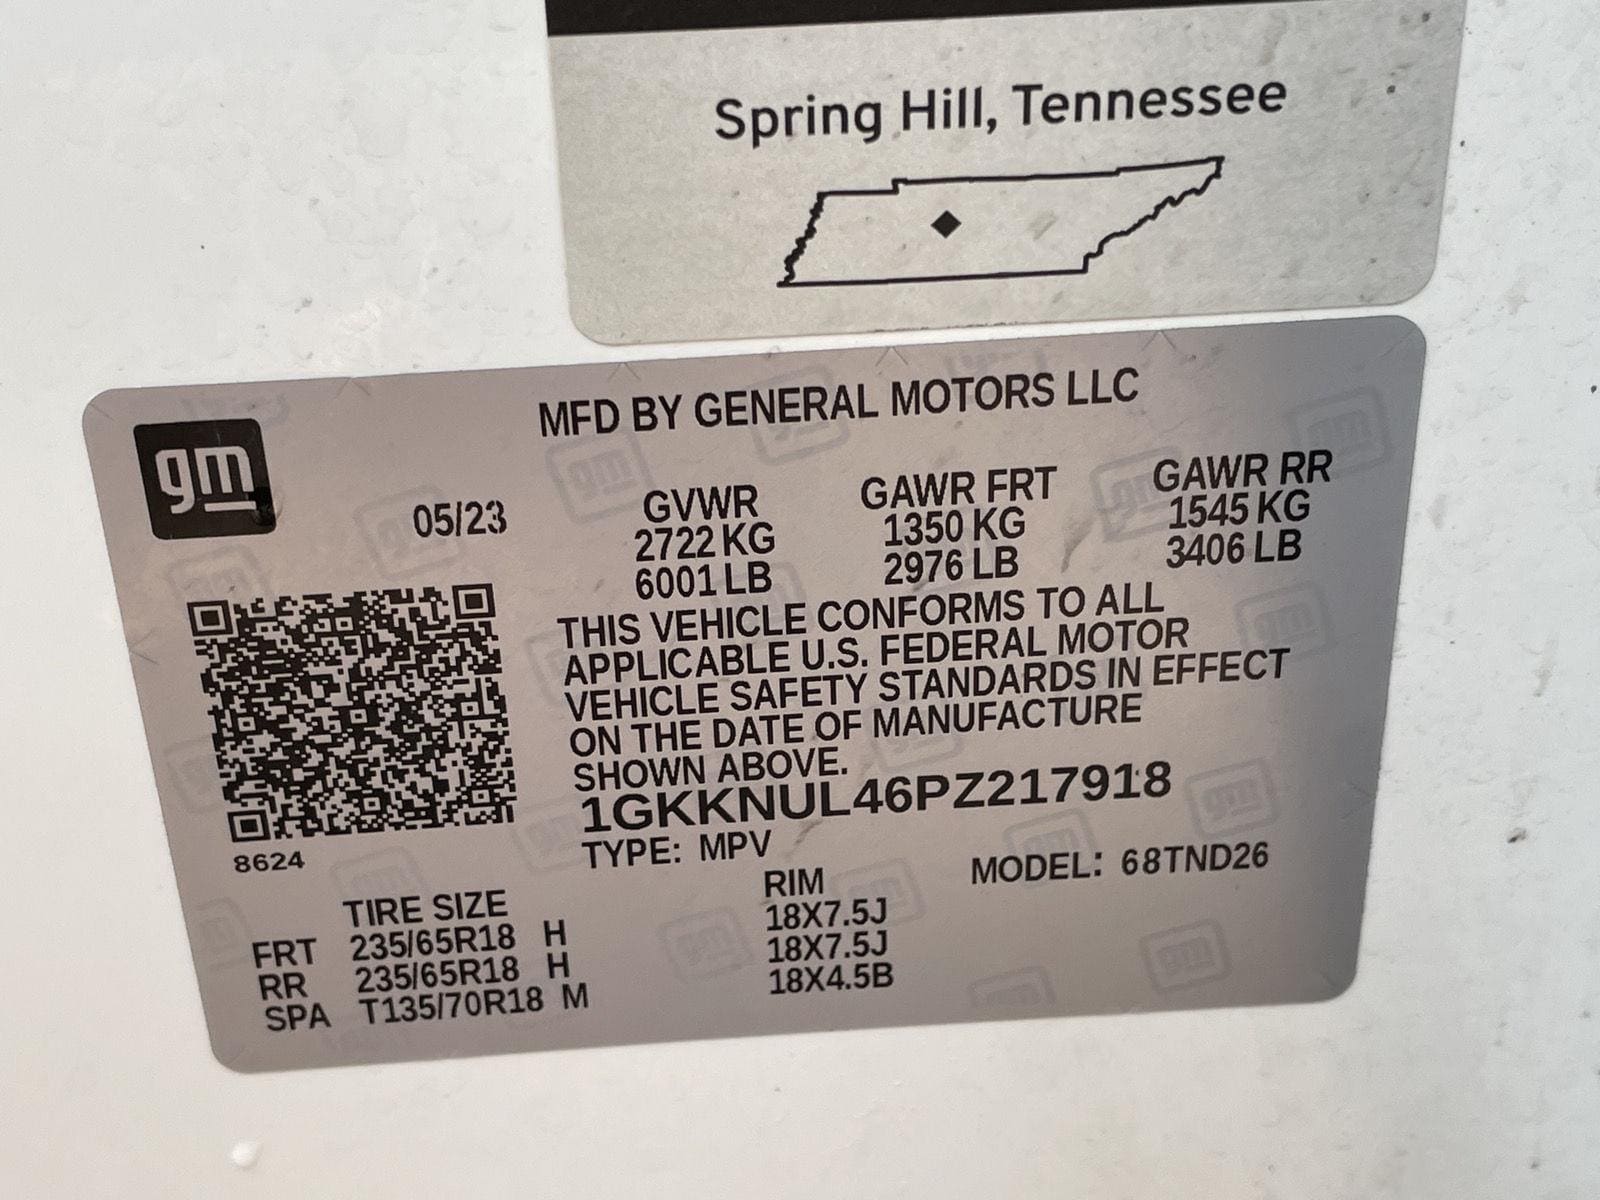 Spring Hill, Tennessee
gm
MFD BY GENERAL MOTORS LLC
05/23
GVWR GAWR FRT GAWR RR
2722 KG 1350 KG 1545 KG
6001 LB 2976 LB 3406 LB
THIS VEHICLE CONFORMS TO ALL
APPLICABLE U.S. FEDERAL MOTOR
VEHICLE SAFETY STANDARDS IN EFFECT
ON THE DATE OF MANUFACTURE
SHOWN ABOVE.
1GKKNUL46PZ217918
8624
TYPE: MPV MODEL: 68TND26
TIRE SIZE RIM
FRT 235/65R18 H 18X7.5J
RR 235/65R18 H 18X7.5J
SPA T135/70R18 M 18X4.5B